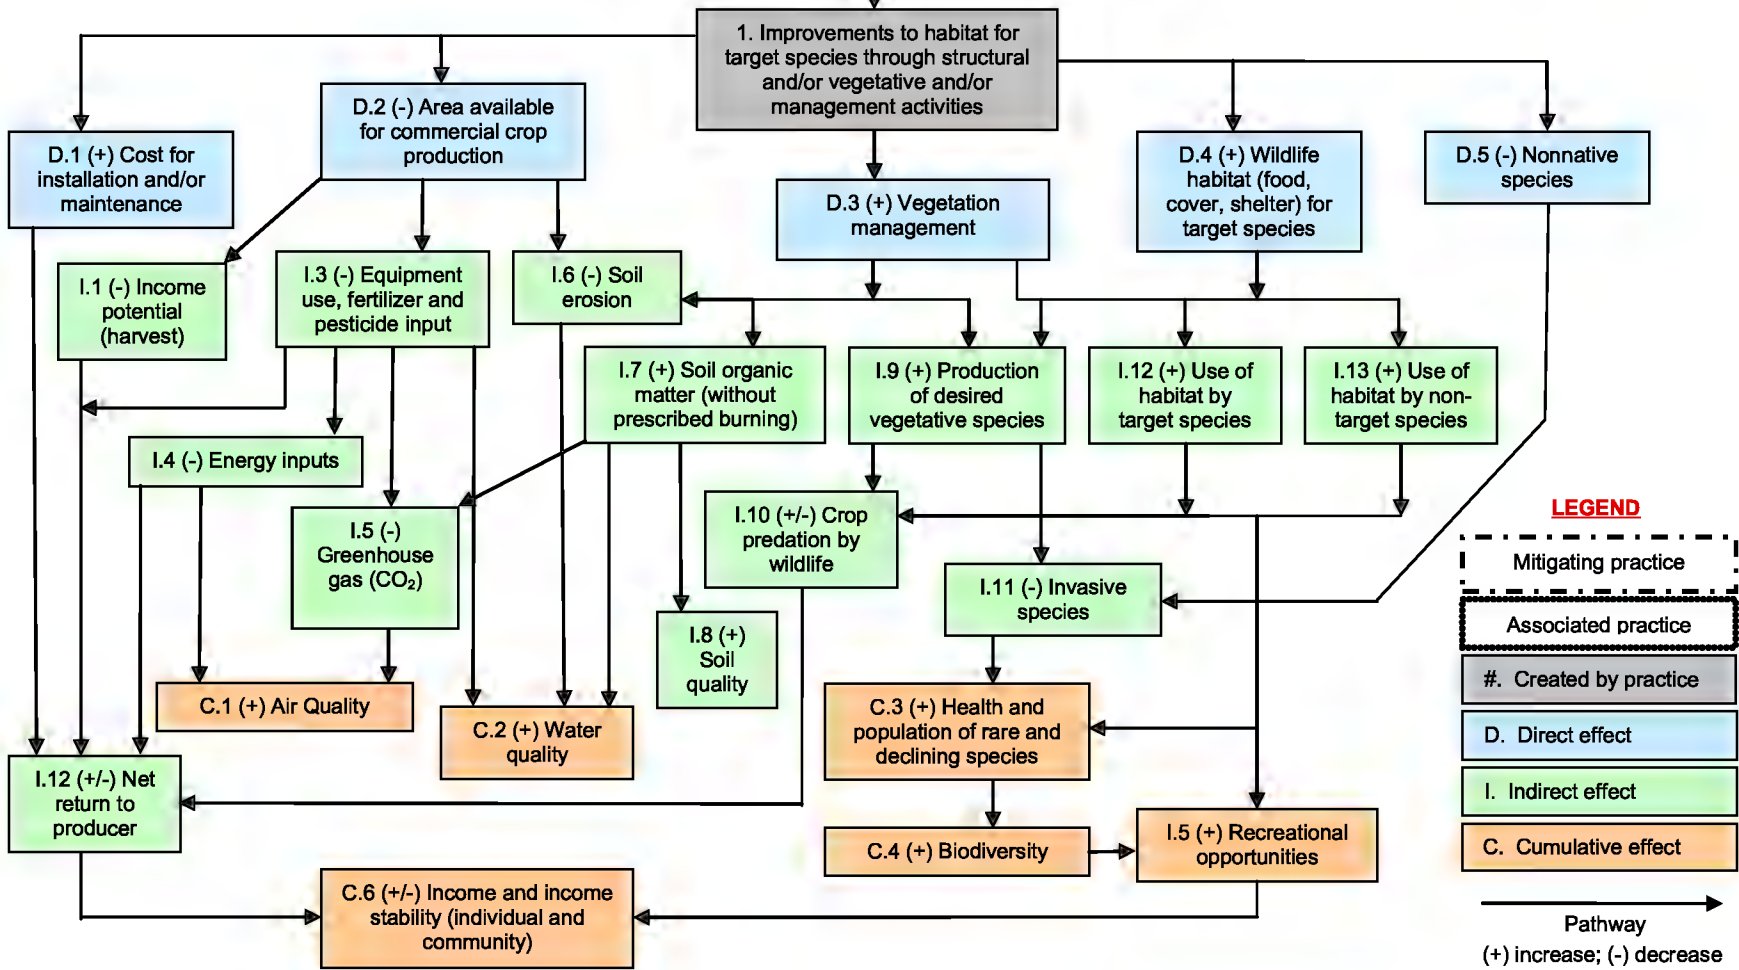 1. Improvements to habitat for
target species through structural
and/or vegetative and/or
management activities
D.1 (+) Cost for
installation and/or
maintenance
D.2 (-) Area available
for commercial crop
production
D.3 (+) Vegetation
management
D.4 (+) Wildlife
habitat (food,
cover, shelter) for
target species
D.5 (-) Nonnative
species
I.1 (-) Income
potential
(harvest)
I.3 (-) Equipment
use, fertilizer and
pesticide input
I.6 (-) Soil
erosion
I.7 (+) Soil organic
matter (without
prescribed burning)
I.9 (+) Production
of desired
vegetative species
I.12 (+) Use of
habitat by
target species
I.13 (+) Use of
habitat by non-
target species
I.4 (-) Energy inputs
I.5 (-)
Greenhouse
gas (CO₂)
I.10 (+/-) Crop
predation by
wildlife
I.11 (-) Invasive
species
I.8 (+)
Soil
quality
C.1 (+) Air Quality
C.2 (+) Water
quality
C.3 (+) Health and
population of rare and
declining species
I.12 (+/-) Net
return to
producer
C.4 (+) Biodiversity
I.5 (+) Recreational
opportunities
C.6 (+/-) Income and income
stability (individual and
community)
LEGEND
Mitigating practice
Associated practice
#. Created by practice
D. Direct effect
I. Indirect effect
C. Cumulative effect
Pathway
(+) increase; (-) decrease